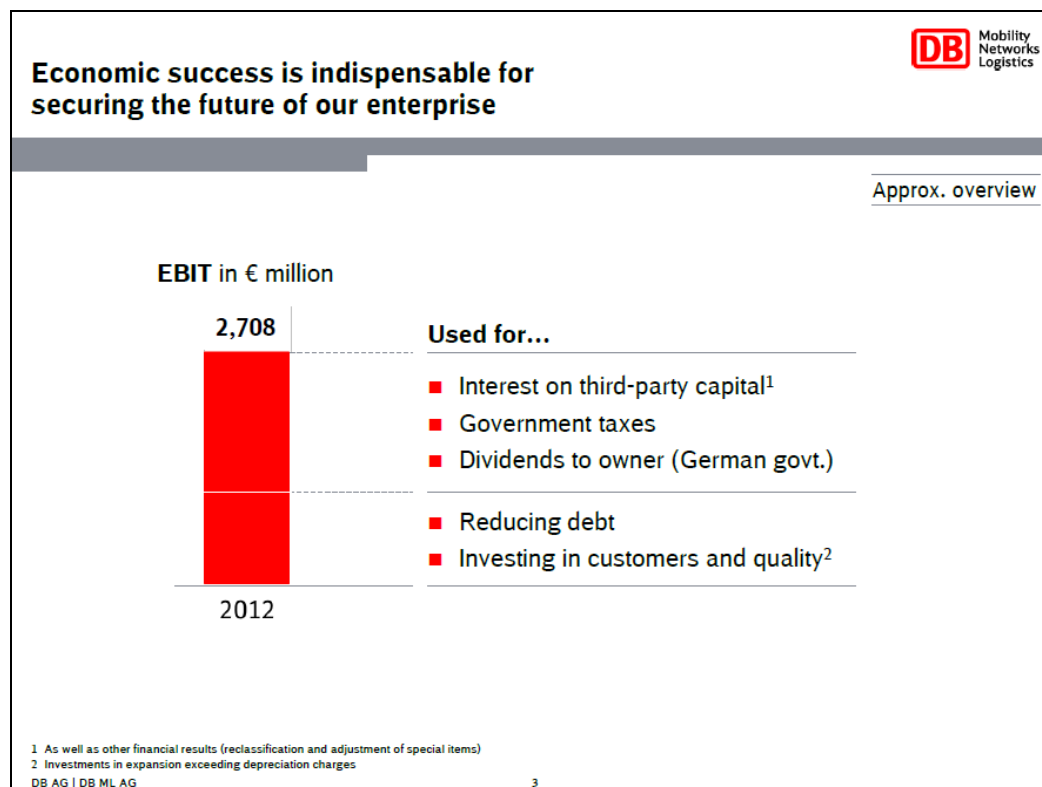 Economic success is indispensable for
securing the future of our enterprise
DB
Mobility
Networks
Logistics
Approx. overview
EBIT in € million
2,708
2012
Used for...
■ Interest on third-party capital¹
■ Government taxes
■ Dividends to owner (German govt.)
■ Reducing debt
■ Investing in customers and quality²
1 As well as other financial results (reclassification and adjustment of special items)
2 Investments in expansion exceeding depreciation charges
DB AG | DB ML AG
3